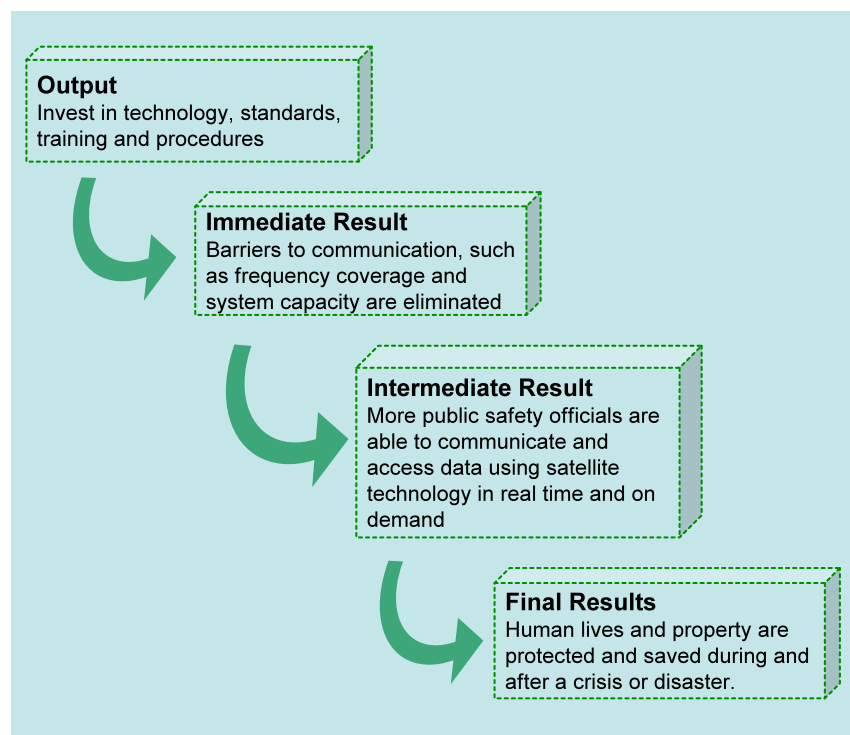 Output
Invest in technology, standards,
training and procedures
Immediate Result
Barriers to communication, such
as frequency coverage and
system capacity are eliminated
Intermediate Result
More public safety officials are
able to communicate and
access data using satellite
technology in real time and on
demand
Final Results
Human lives and property are
protected and saved during and
after a crisis or disaster.